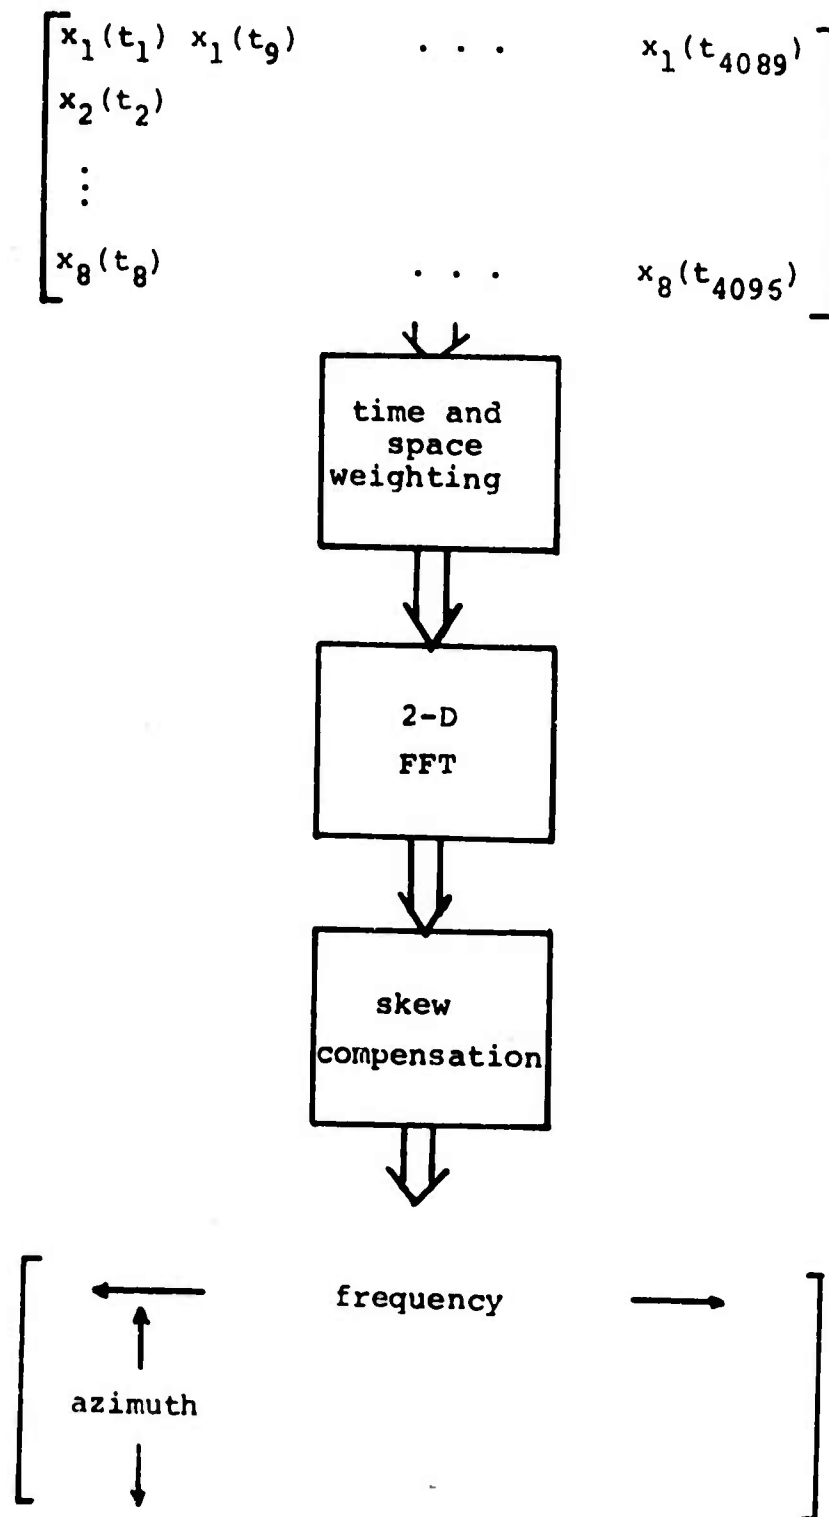 x₁(t₁) x₁(t₉) . . . x₁(t₄₀₈₉)
x₂(t₂)
⋮
x₈(t₈) . . . x₈(t₄₀₉₅)
time and
space
weighting
2-D
FFT
skew
compensation
frequency
azimuth